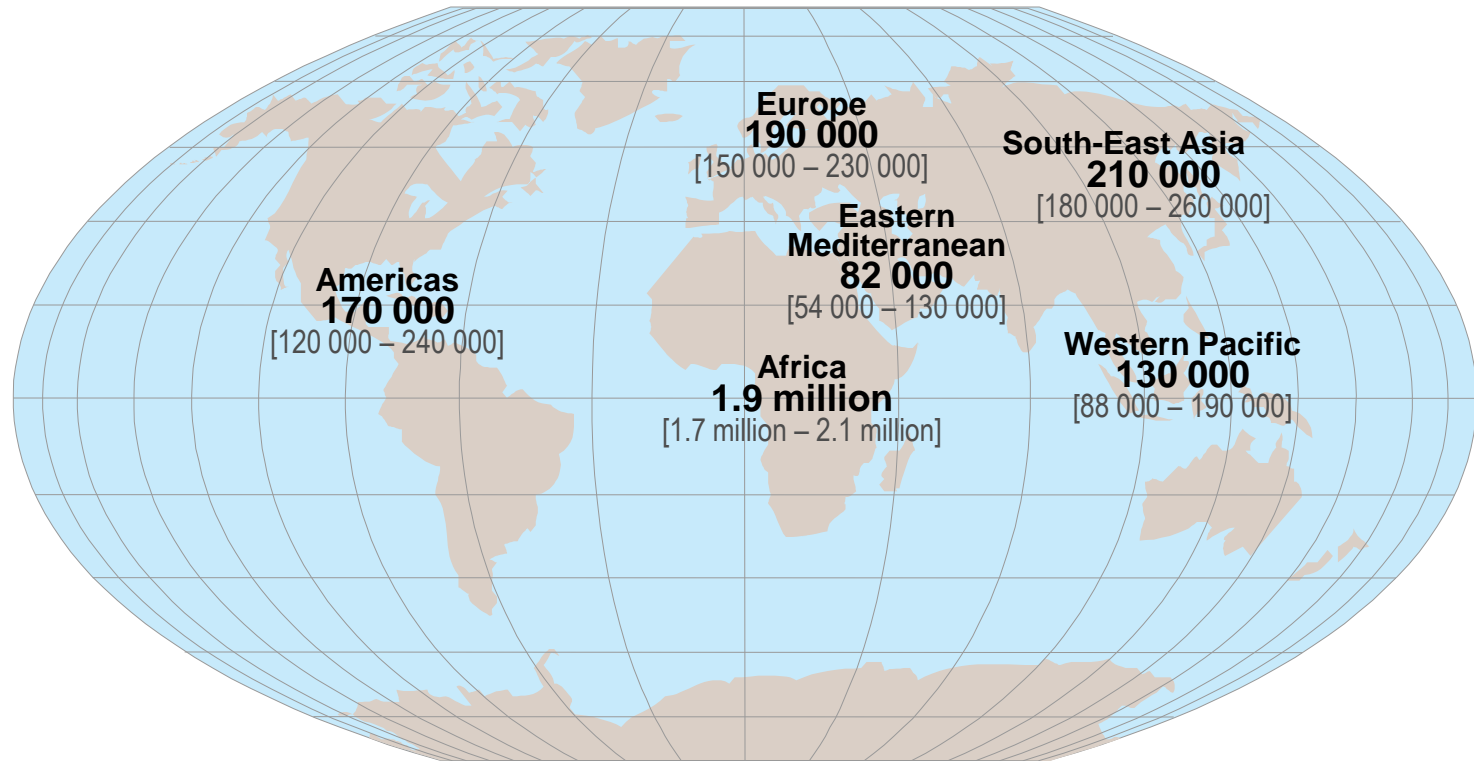 Europe
190 000
[150 000 – 230 000]
South-East Asia
210 000
[180 000 – 260 000]
Eastern
Mediterranean
82 000
[54 000 – 130 000]
Americas
170 000
[120 000 – 240 000]
Western Pacific
130 000
[88 000 – 190 000]
Africa
1.9 million
[1.7 million – 2.1 million]